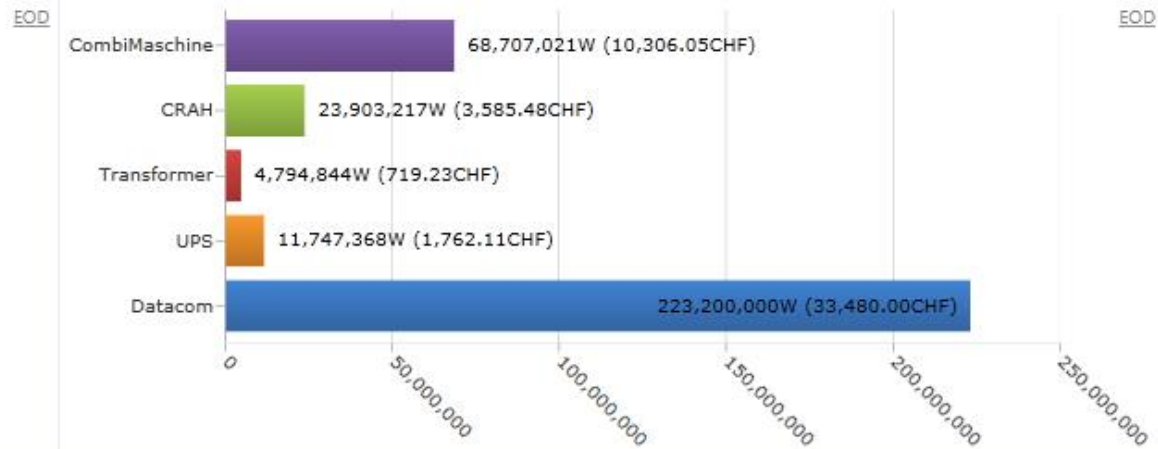 EOD
EOD
CombiMaschine 68,707,021W (10,306.05CHF)
CRAH 23,903,217W (3,585.48CHF)
Transformer 4,794,844W (719.23CHF)
UPS 11,747,368W (1,762.11CHF)
Datacom 223,200,000W (33,480.00CHF)
0
50,000,000
100,000,000
150,000,000
200,000,000
250,000,000